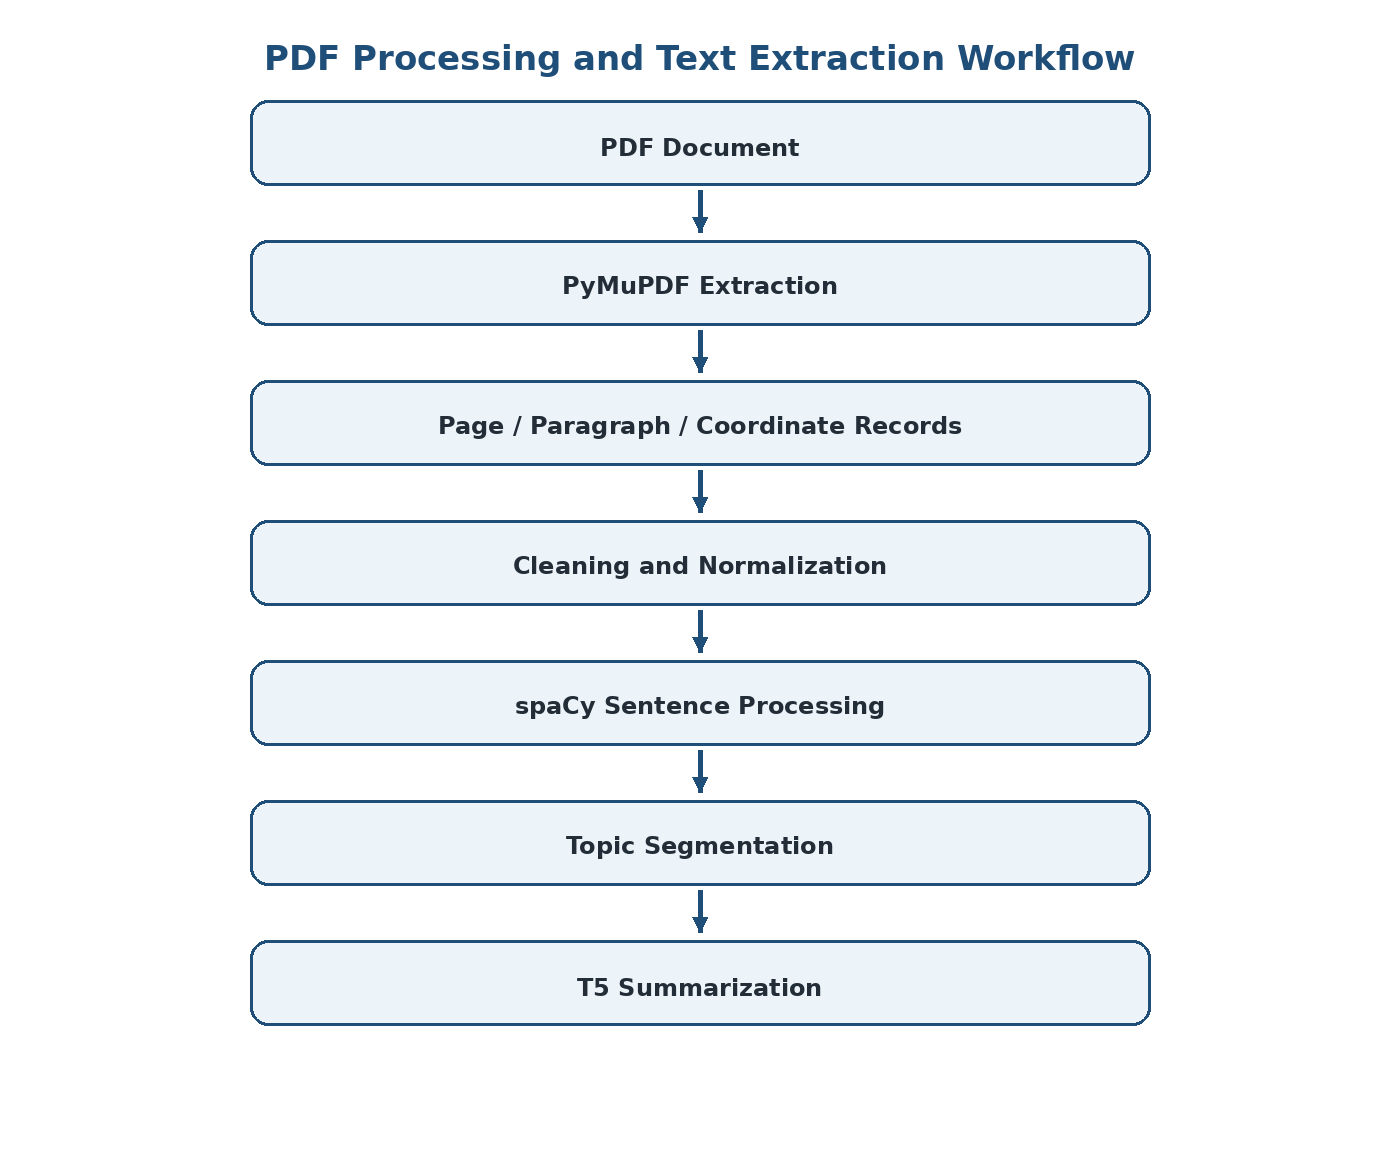 PDF Processing and Text Extraction Workflow
PDF Document
PyMuPDF Extraction
Page / Paragraph / Coordinate Records
Cleaning and Normalization
spaCy Sentence Processing
Topic Segmentation
T5 Summarization